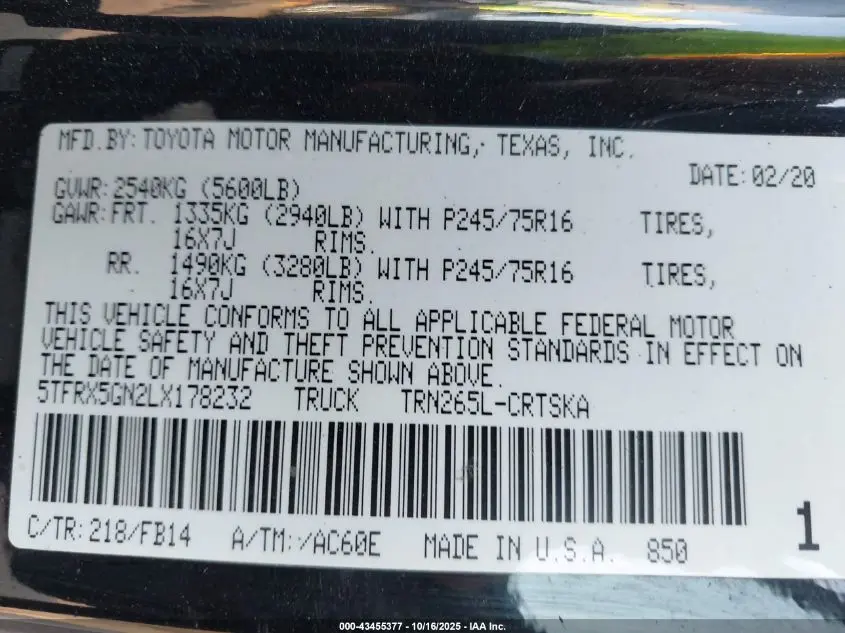 MFD.BY:TOYOTA MOTOR MANUFACTURING, TEXAS, INC.
DATE:02/20
GVWR:2540KG (5600LB)
GAWR:FRT. 1335KG (2940LB) WITH P245/75R16 TIRES,
16X7J RIMS.
RR. 1490KG (3280LB) WITH P245/75R16 TIRES,
16X7J RIMS.
THIS VEHICLE CONFORMS TO ALL APPLICABLE FEDERAL MOTOR
VEHICLE SAFETY AND THEFT PREVENTION STANDARDS IN EFFECT ON
THE DATE OF MANUFACTURE SHOWN ABOVE.
5TFRX5GN2LX178232 TRUCK TRN265L-CRTSKA
C/TR:218/FB14 A/TM:-/AC60E MADE IN U.S.A. 850 1
000-43455377 - 10/16/2025 - IAA Inc.